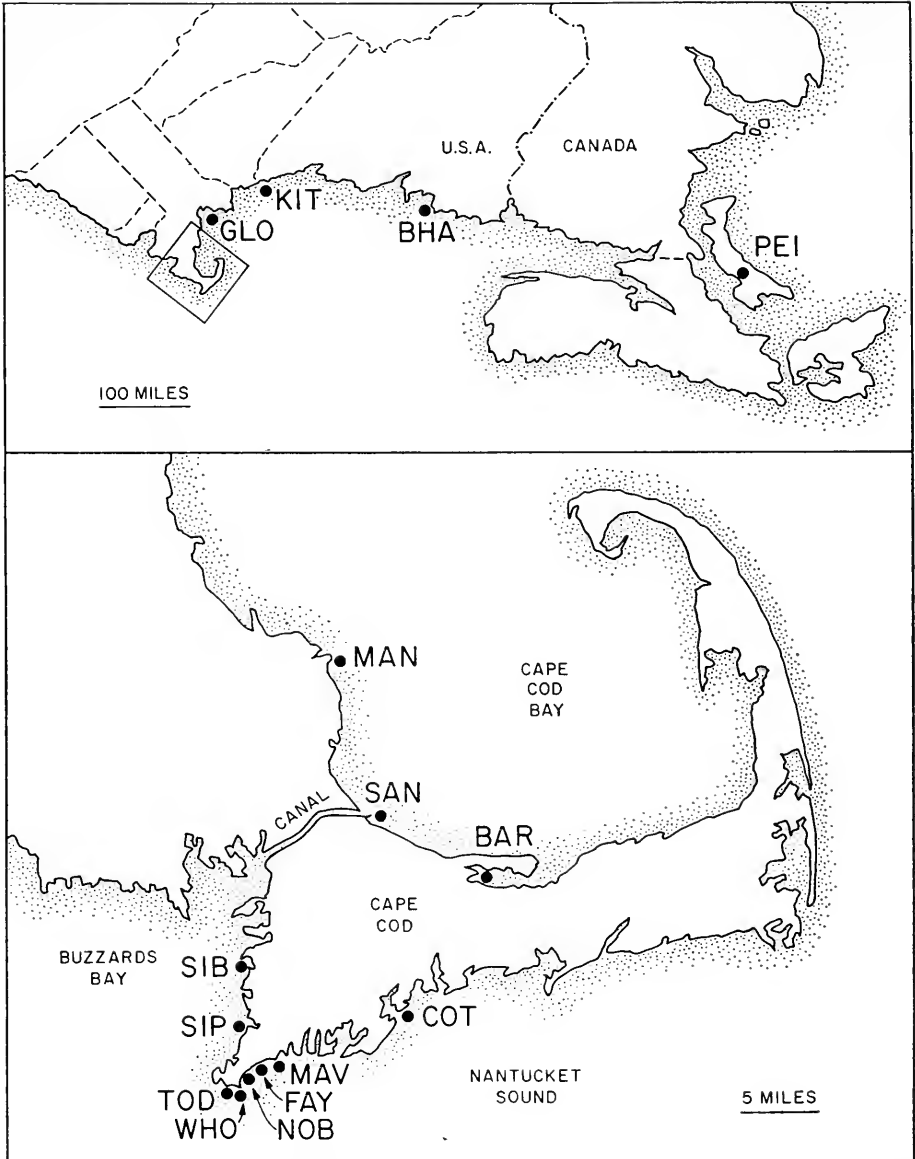 U.S.A.
CANADA
KIT
GLO
BHA
PEI
100 MILES
MAN
CAPE
COD
BAY
CANAL
SAN
BAR
CAPE
COD
BUZZARDS
BAY
SIB
SIP
COT
MAV
TOD
FAY
WHO
NOB
NANTUCKET
SOUND
5 MILES